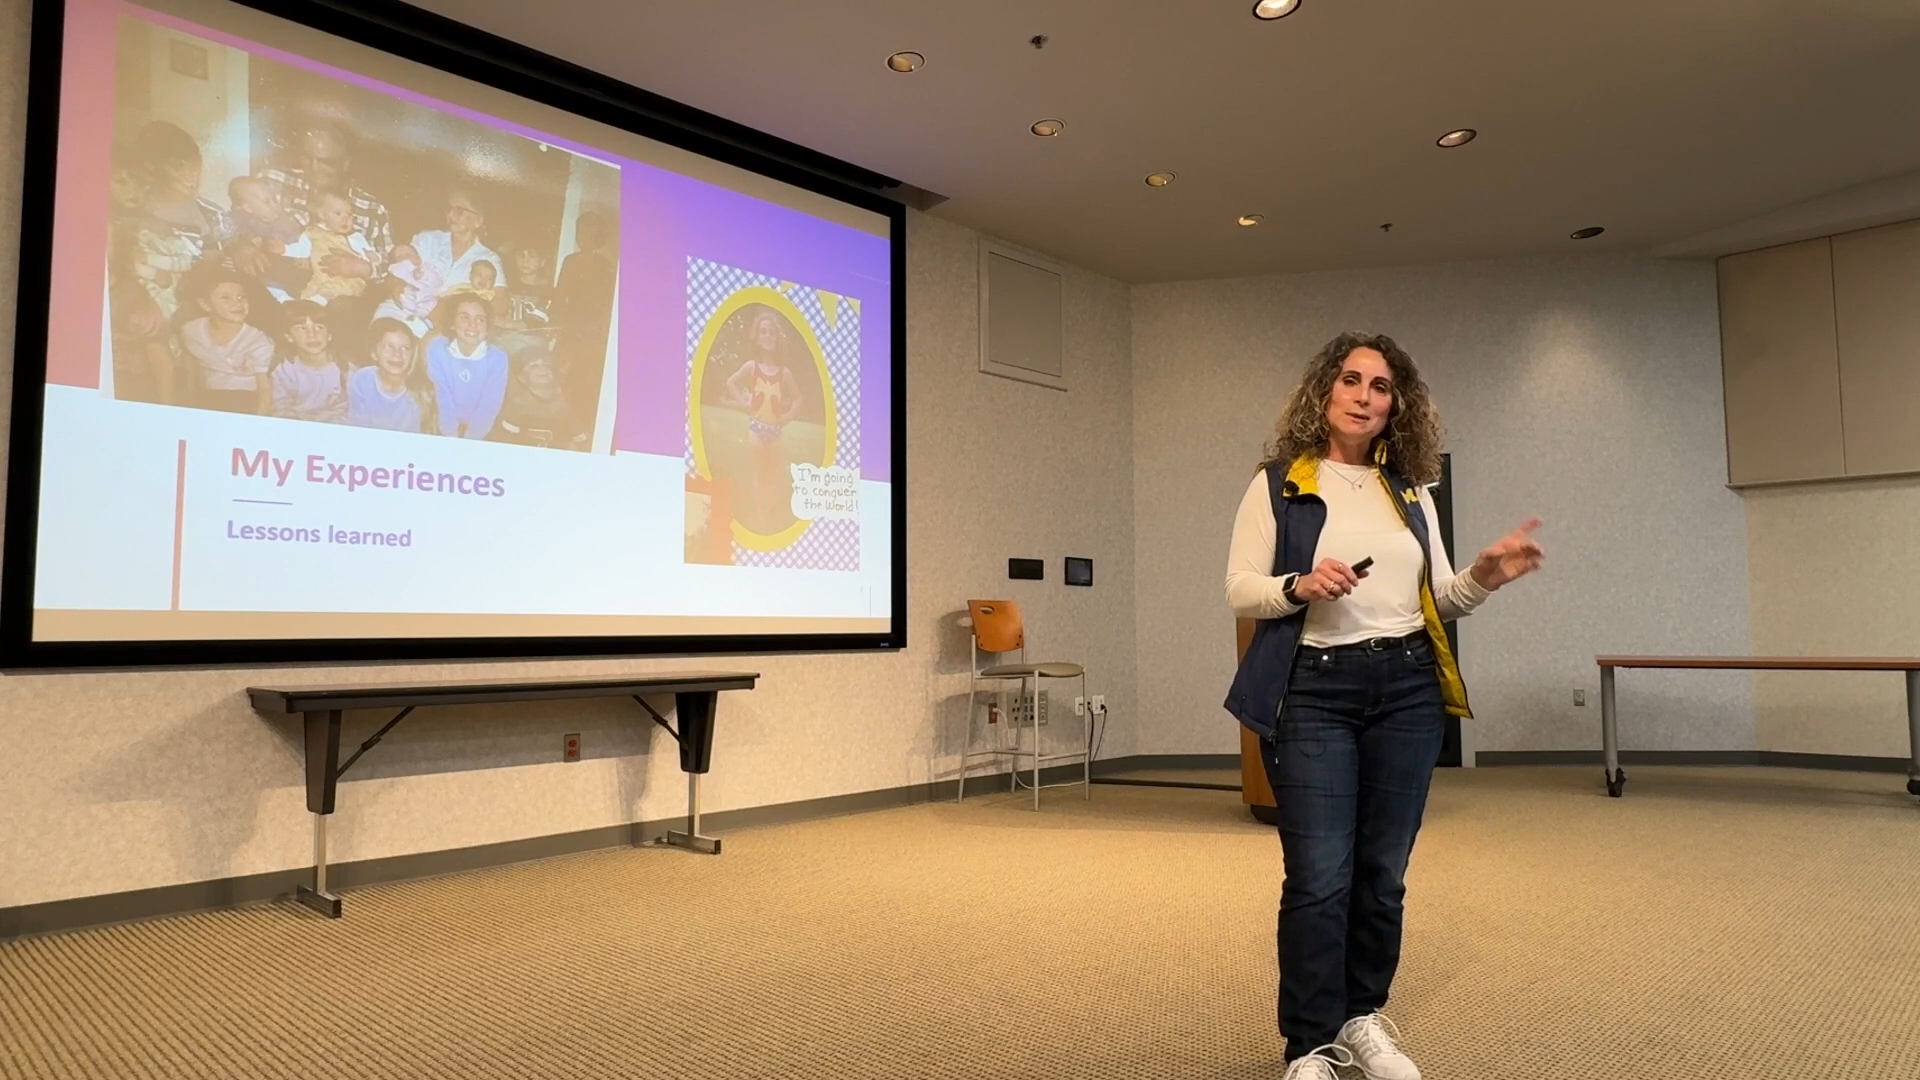 My Experiences
Lessons learned
I'm going
to conquer
the World!